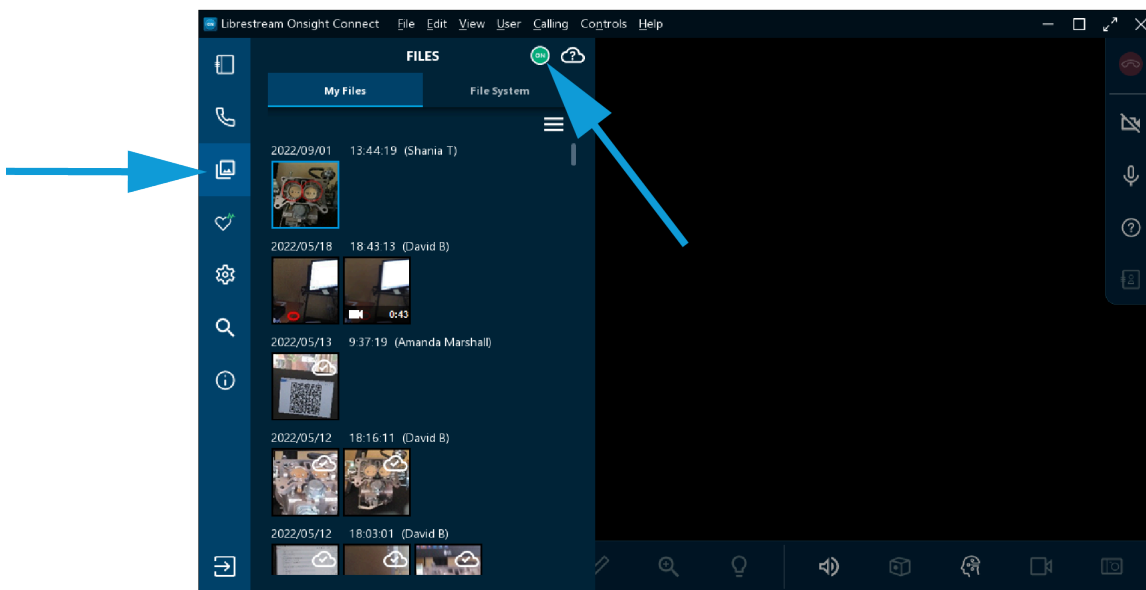 Librestream Onsight Connect File Edit View User Calling Controls Help
FILES
ON
My Files File System
2022/09/01 13:44:19 (Shania T)
2022/05/18 18:43:13 (David B)
0:43
2022/05/13 9:37:19 (Amanda Marshall)
2022/05/12 18:16:11 (David B)
2022/05/12 18:03:01 (David B)